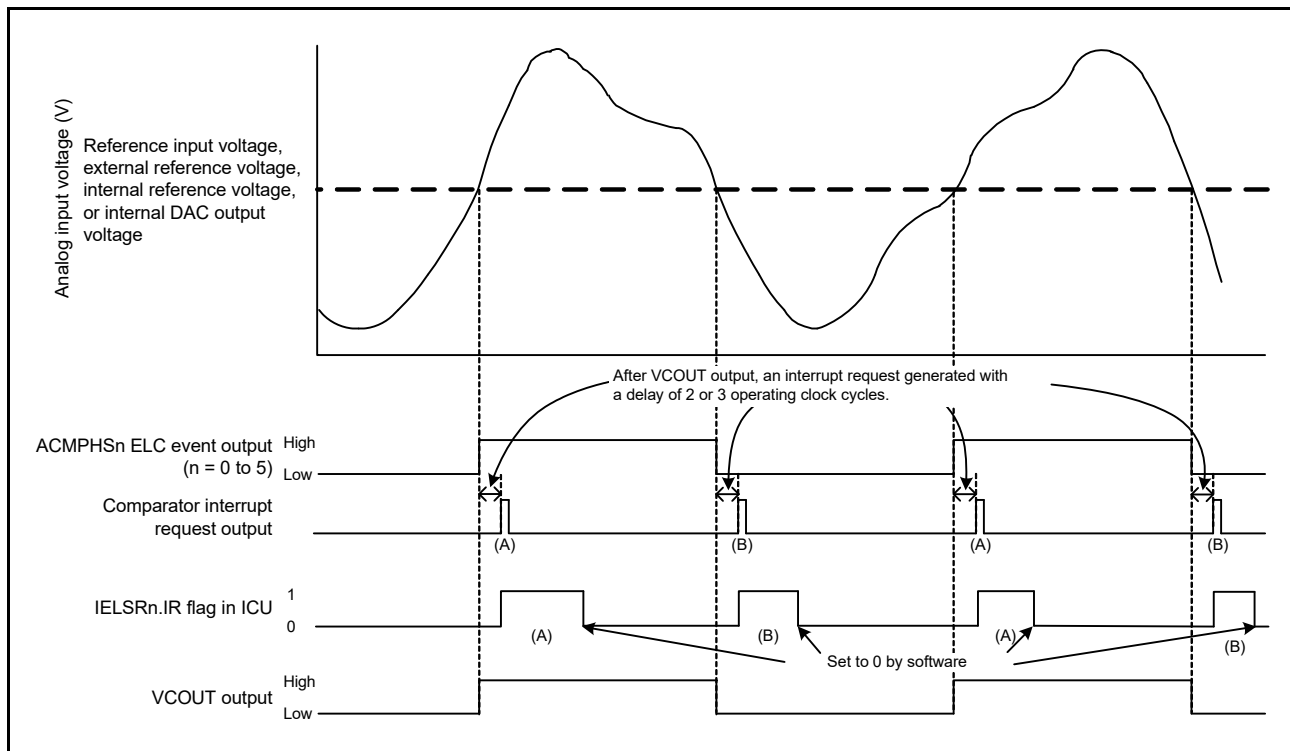 Analog input voltage (V)
Reference input voltage,
external reference voltage,
internal reference voltage,
or internal DAC output
voltage
After VCOUT output, an interrupt request generated with
a delay of 2 or 3 operating clock cycles.
ACMPHSn ELC event output
(n = 0 to 5)
High
Low
Comparator interrupt
request output
(A)
(B)
(A)
(B)
IELSRn.IR flag in ICU
1
0
(A)
(B)
(A)
(B)
Set to 0 by software
VCOUT output
High
Low